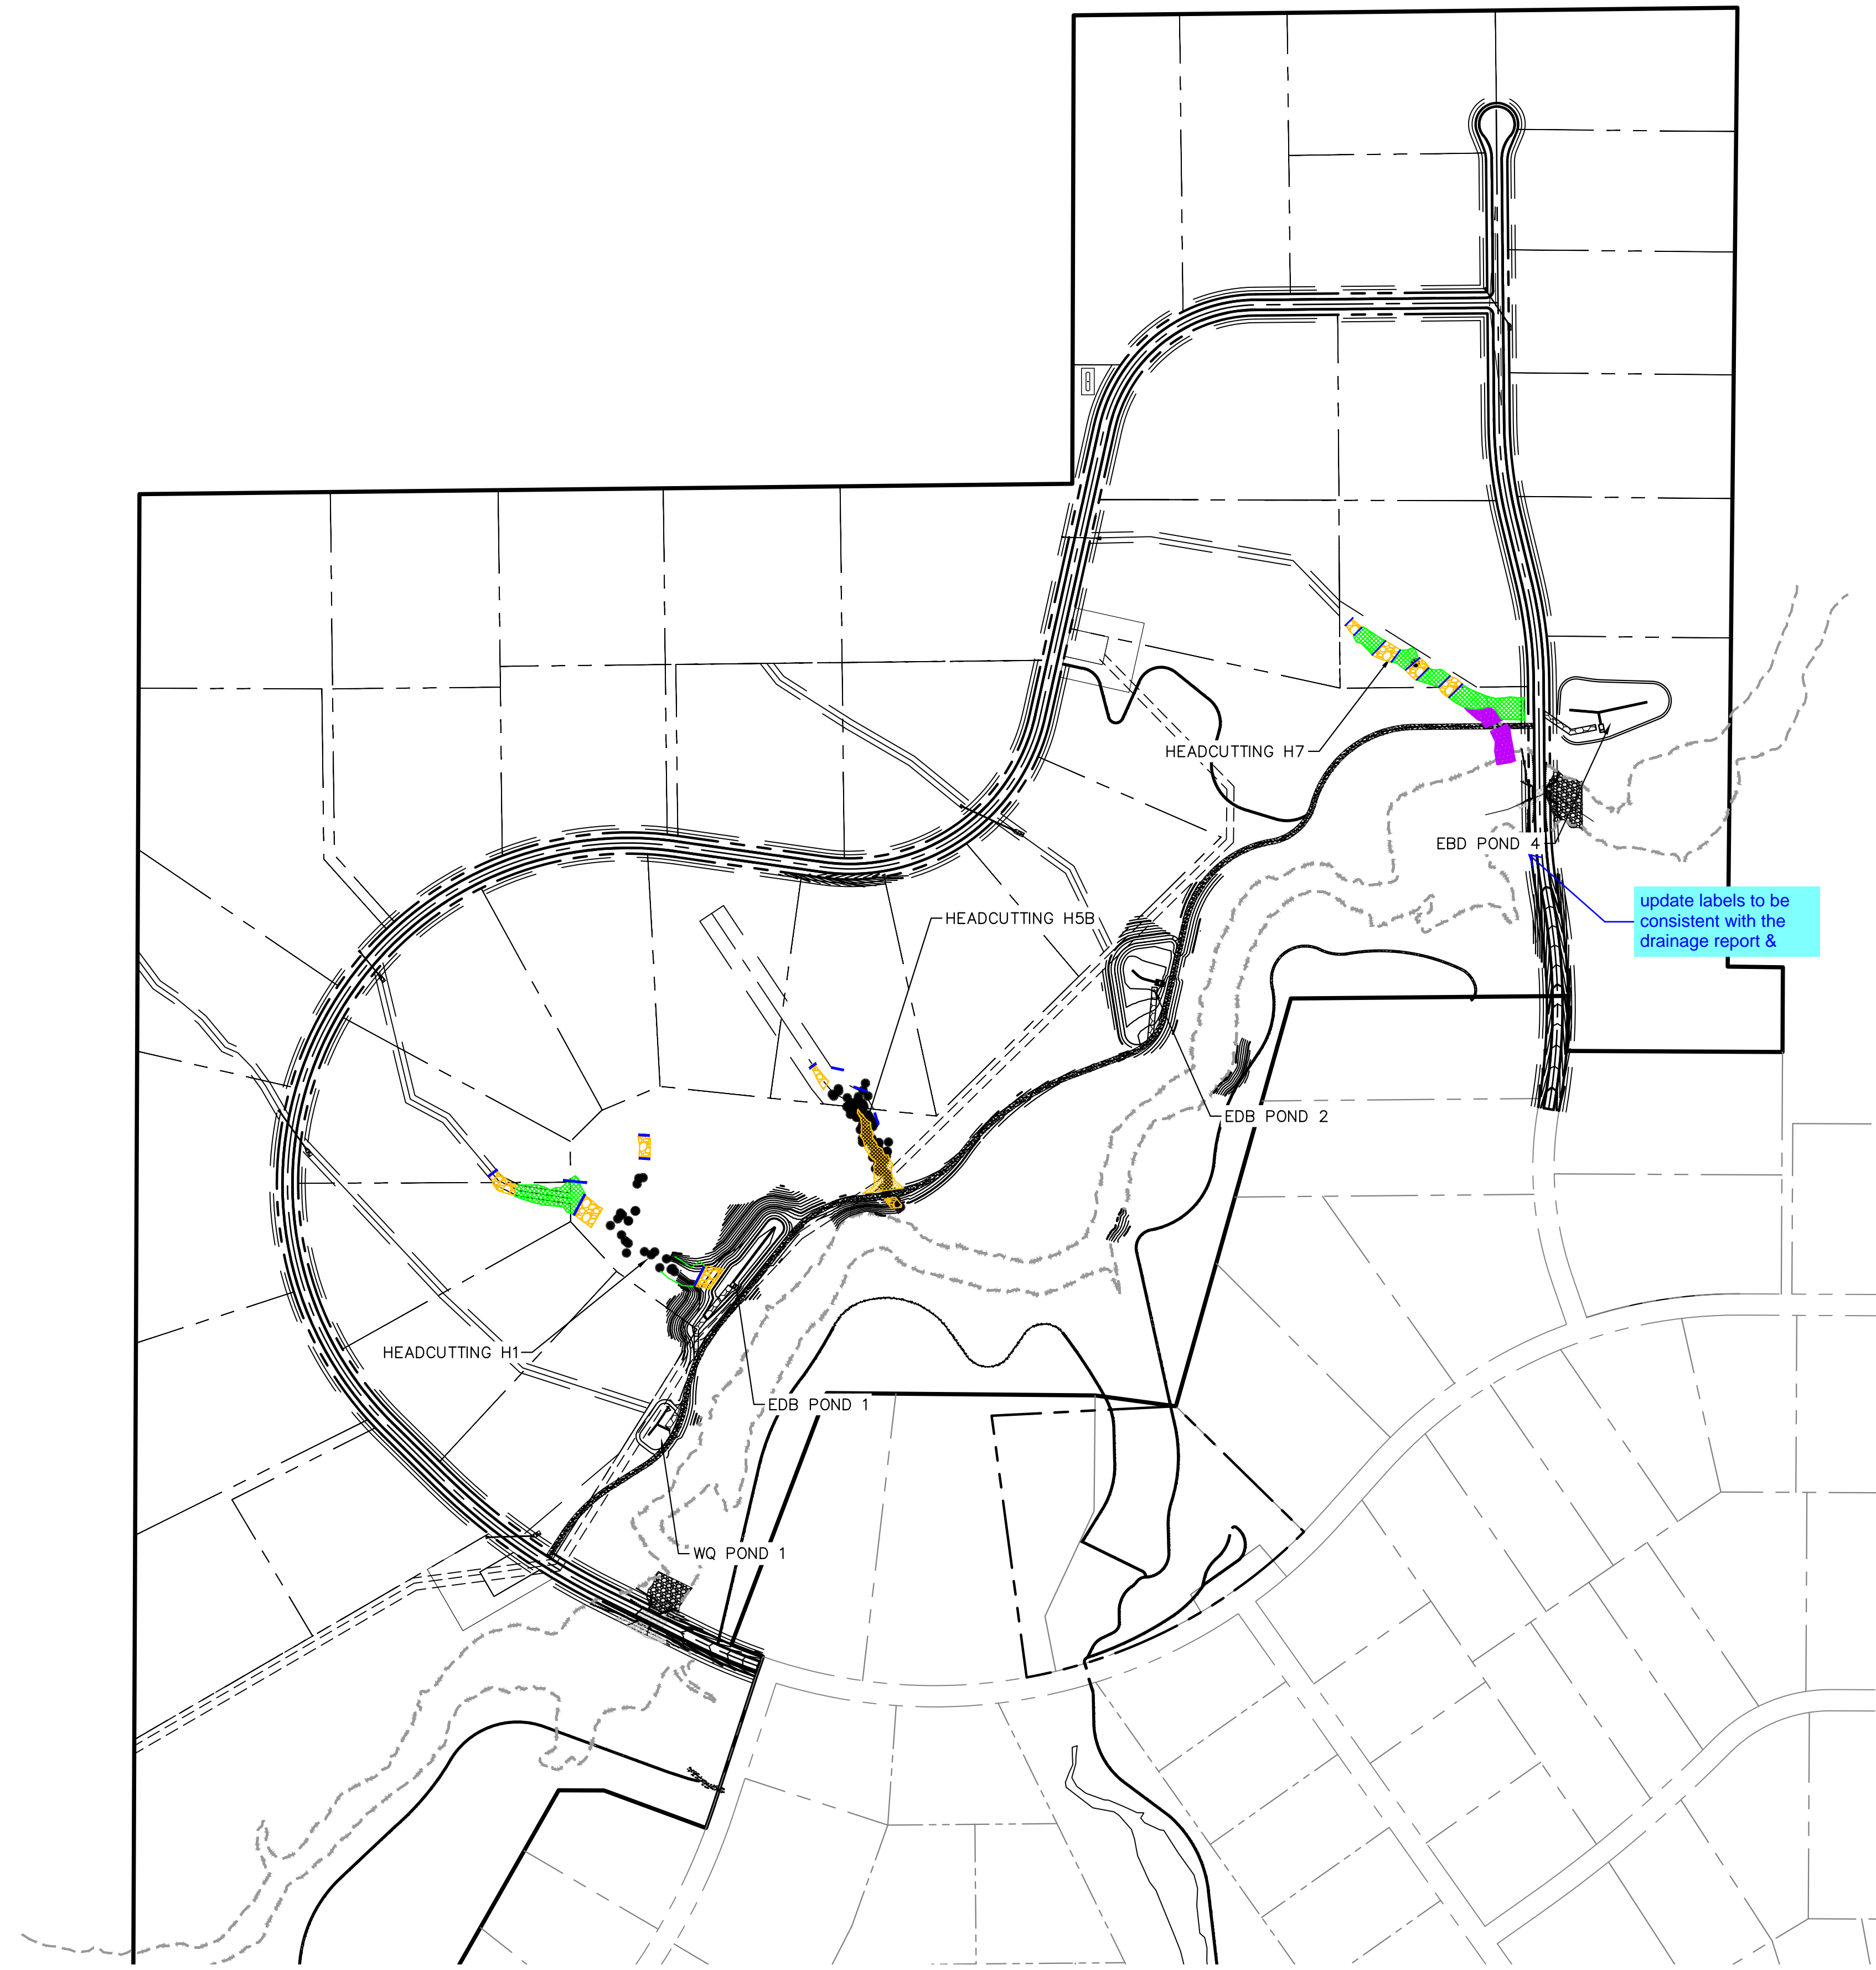 HEADCUTTING H7
EBD POND 4
update labels to be
consistent with the
drainage report &
HEADCUTTING H5B
EDB POND 2
HEADCUTTING H1
EDB POND 1
WQ POND 1